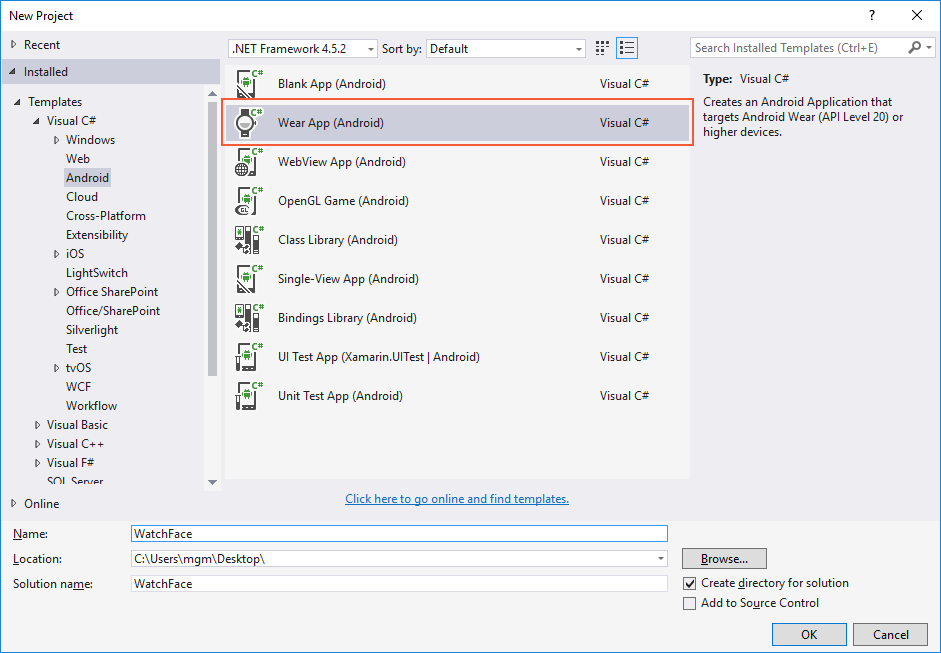 New Project
?
Recent
.NET Framework 4.5.2
Sort by:
Default
Search Installed Templates (Ctrl+E)
Installed
Templates
Visual C#
Windows
Web
Android
Cloud
Cross-Platform
Extensibility
iOS
LightSwitch
Office SharePoint
Office/SharePoint
Silverlight
Test
tvOS
WCF
Workflow
Visual Basic
Visual C++
Visual F#
SQL Server
Online
Blank App (Android) Visual C#
Wear App (Android) Visual C#
WebView App (Android) Visual C#
OpenGL Game (Android) Visual C#
Class Library (Android) Visual C#
Single-View App (Android) Visual C#
Bindings Library (Android) Visual C#
UI Test App (Xamarin.UITest | Android) Visual C#
Unit Test App (Android) Visual C#
Click here to go online and find templates.
Type: Visual C#
Creates an Android Application that
targets Android Wear (API Level 20) or
higher devices.
Name: WatchFace
Location: C:\Users\mgm\Desktop\
Browse...
Solution name: WatchFace
Create directory for solution
Add to Source Control
OK
Cancel